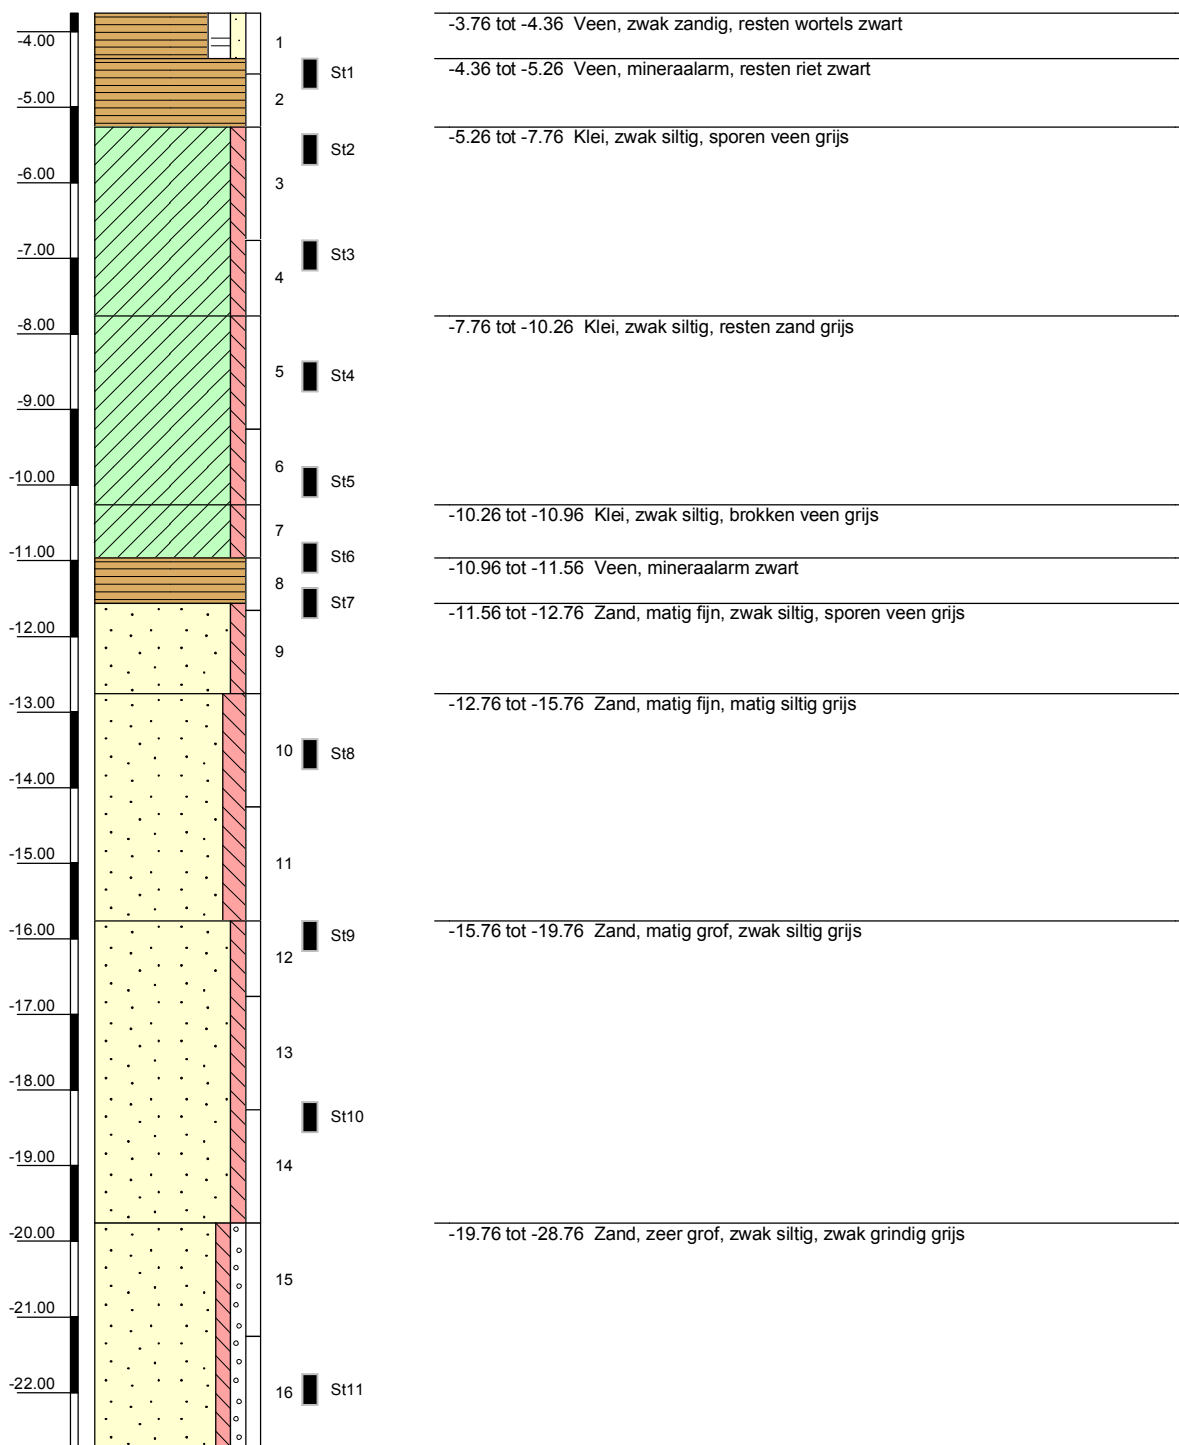 -3.76 tot -4.36 Veen, zwak zandig, resten wortels zwart
-4.00
1
-4.36 tot -5.26 Veen, mineraalarm, resten riet zwart
St1
-5.00
2
-5.26 tot -7.76 Klei, zwak siltig, sporen veen grijs
St2
-6.00
3
-7.00
St3
4
-8.00
-7.76 tot -10.26 Klei, zwak siltig, resten zand grijs
5
St4
-9.00
6
-10.00
St5
-10.26 tot -10.96 Klei, zwak siltig, brokken veen grijs
7
-11.00
St6
-10.96 tot -11.56 Veen, mineraalarm zwart
8
St7
-11.56 tot -12.76 Zand, matig fijn, zwak siltig, sporen veen grijs
-12.00
9
-13.00
-12.76 tot -15.76 Zand, matig fijn, matig siltig grijs
10
St8
-14.00
-15.00
11
-16.00
St9
-15.76 tot -19.76 Zand, matig grof, zwak siltig grijs
12
-17.00
13
-18.00
St10
-19.00
14
-20.00
-19.76 tot -28.76 Zand, zeer grof, zwak siltig, zwak grindig grijs
15
-21.00
-22.00
16
St11